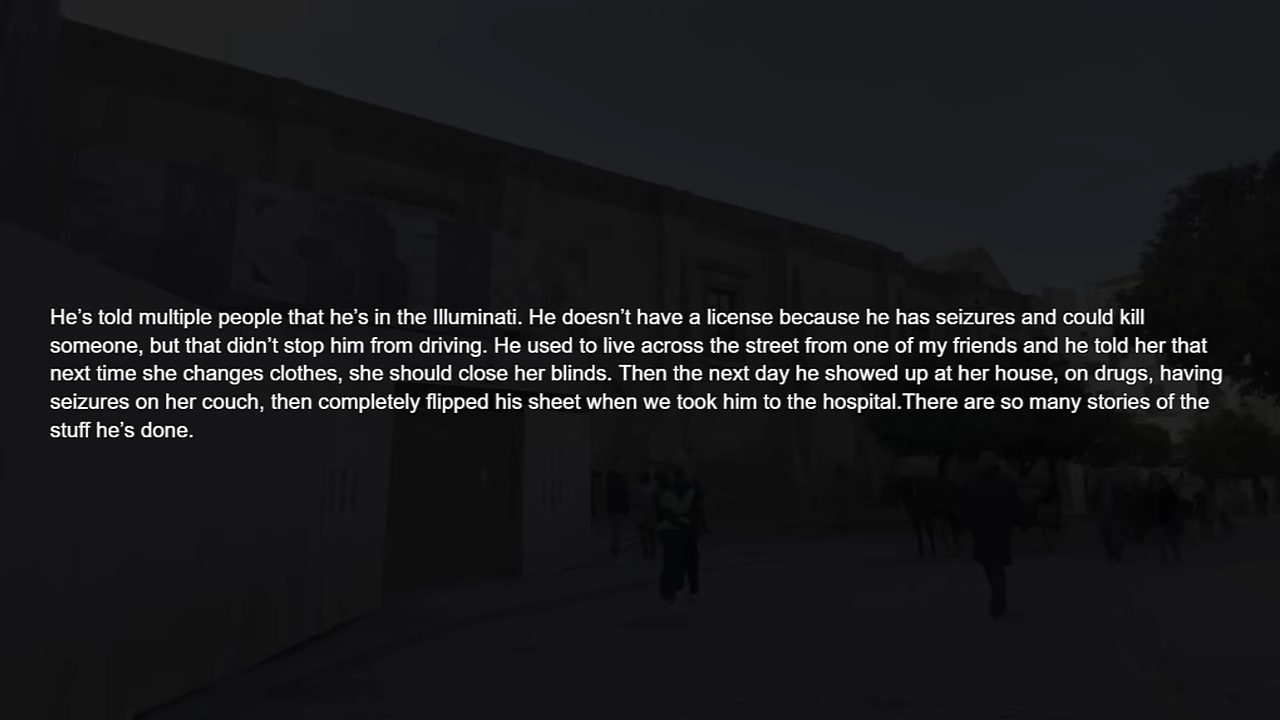 He’s told multiple people that he’s in the Illuminati. He doesn’t have a license because he has seizures and could kill
someone, but that didn’t stop him from driving. He used to live across the street from one of my friends and he told her that
next time she changes clothes, she should close her blinds. Then the next day he showed up at her house, on drugs, having
seizures on her couch, then completely flipped his sheet when we took him to the hospital.There are so many stories of the
stuff he’s done.